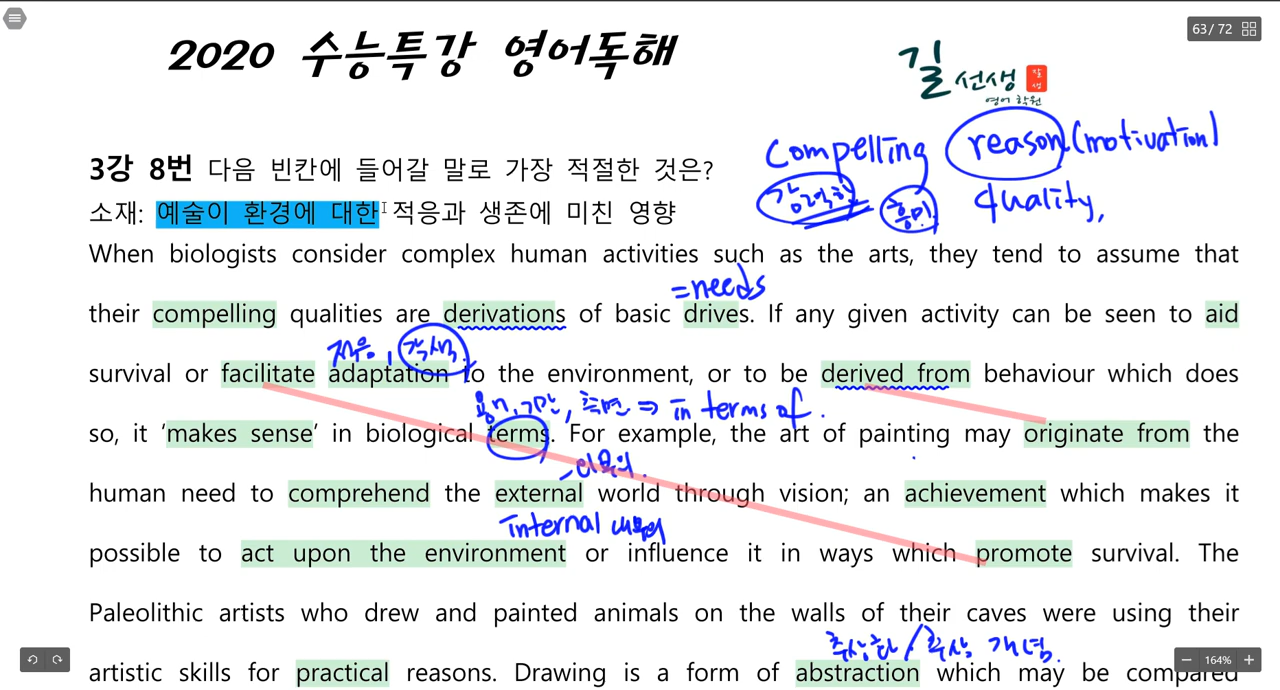 63 / 72
2020 수능특강 영어독해
길선생
영어 학원
compelling reason (motivation)
강력한 흥미 quality,
3강 8번 다음 빈칸에 들어갈 말로 가장 적절한 것은?
소재: 예술이 환경에 대한 적응과 생존에 미친 영향
When biologists consider complex human activities such as the arts, they tend to assume that
=needs
their compelling qualities are derivations of basic drives. If any given activity can be seen to aid
적응, 각색
survival or facilitate adaptation to the environment, or to be derived from behaviour which does
용어, 기간, 측면 ⇒ in terms of.
so, it ‘makes sense’ in biological terms. For example, the art of painting may originate from the
human need to comprehend the external world through vision; an achievement which makes it
internal
possible to act upon the environment or influence it in ways which promote survival. The
Paleolithic artists who drew and painted animals on the walls of their caves were using their
추상화 / 추상 개념.
artistic skills for practical reasons. Drawing is a form of abstraction which may be compared
164%